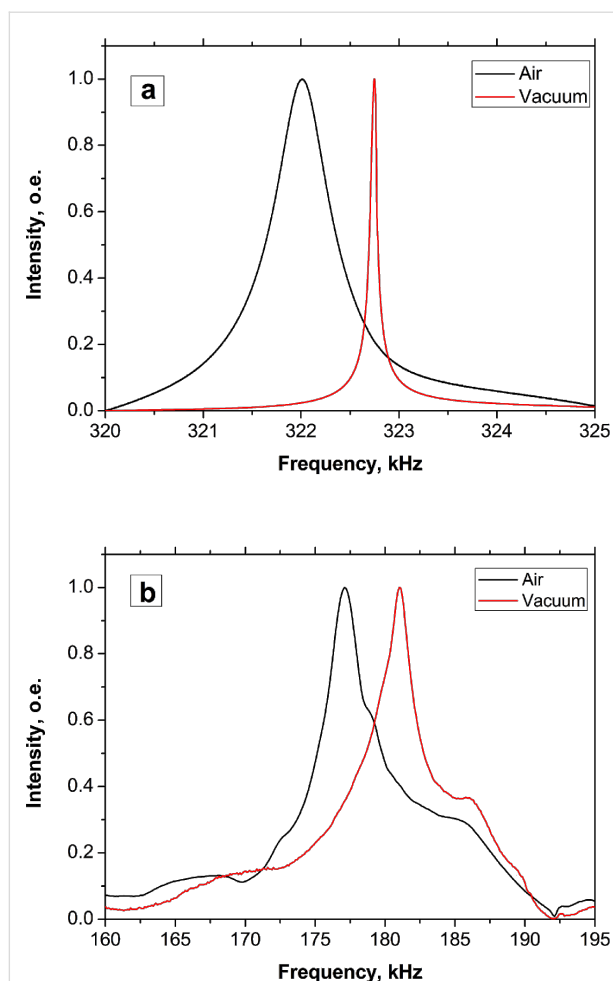 a
Air
Vacuum
1.0
0.8
0.6
0.4
0.2
0.0
Intensity, o.e.
320 321 322 323 324 325
Frequency, kHz
b
Air
Vacuum
1.0
0.8
0.6
0.4
0.2
0.0
Intensity, o.e.
160 165 170 175 180 185 190 195
Frequency, kHz